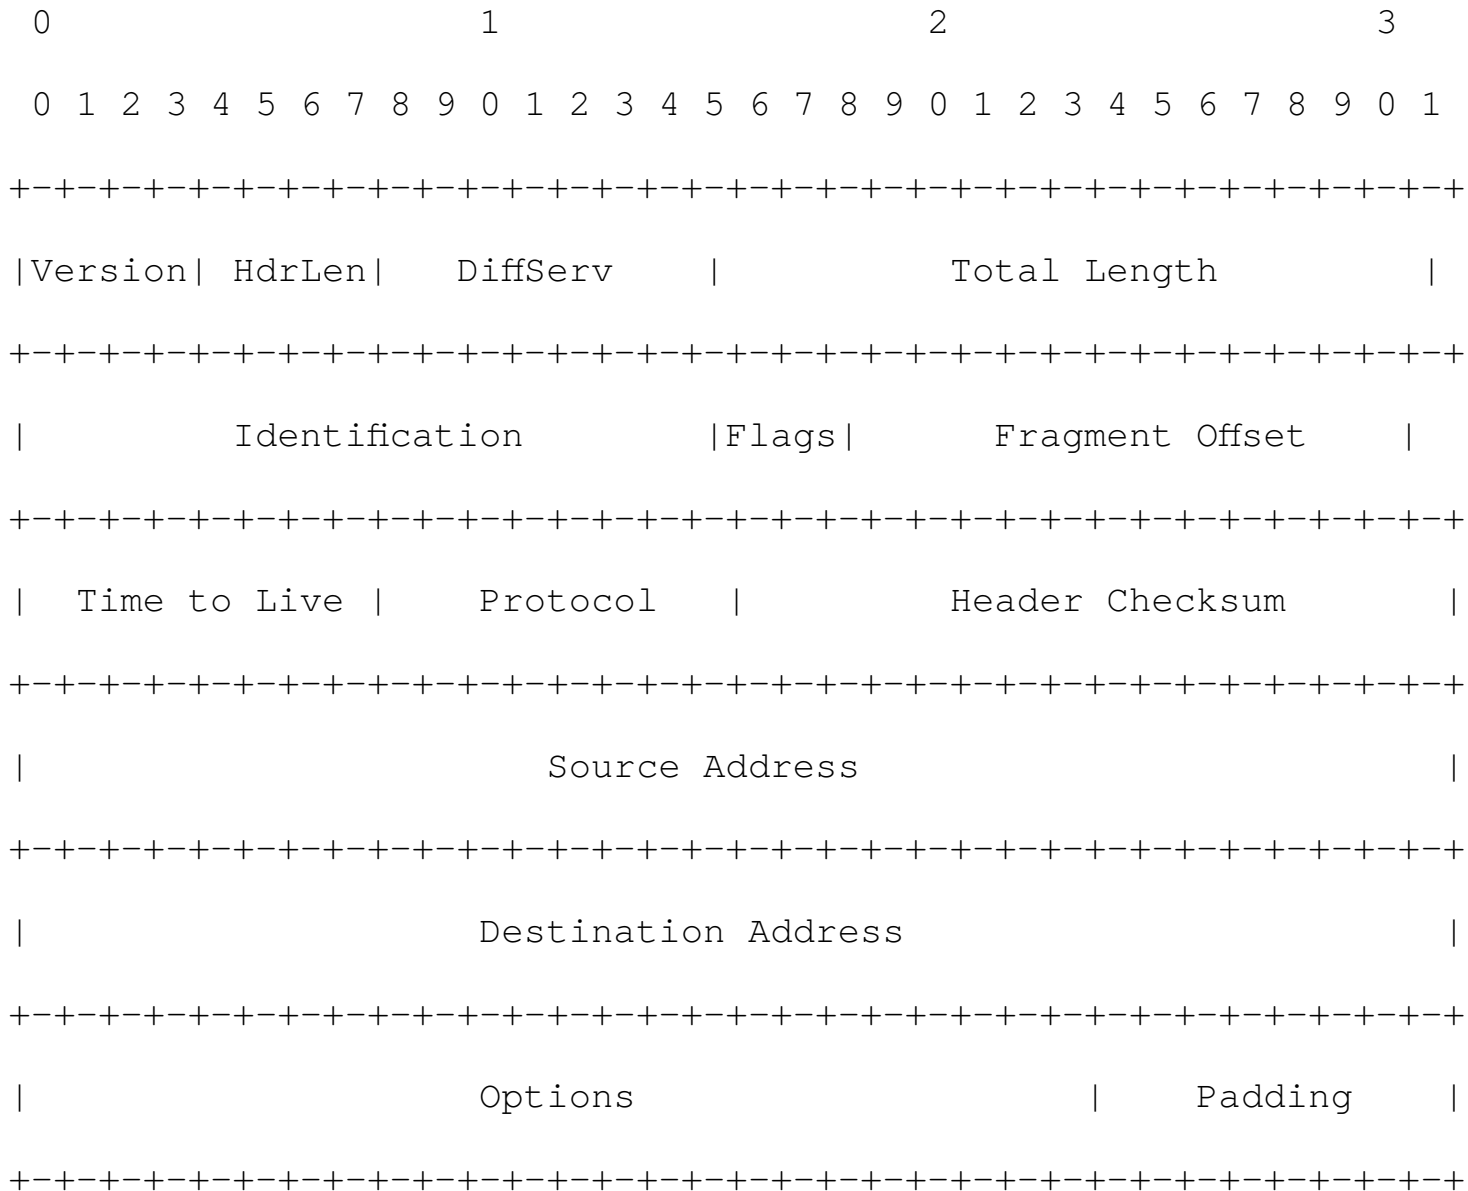 0                   1                   2                   3
 0 1 2 3 4 5 6 7 8 9 0 1 2 3 4 5 6 7 8 9 0 1 2 3 4 5 6 7 8 9 0 1
+-+-+-+-+-+-+-+-+-+-+-+-+-+-+-+-+-+-+-+-+-+-+-+-+-+-+-+-+-+-+-+-+
|Version| HdrLen|   DiffServ    |          Total Length         |
+-+-+-+-+-+-+-+-+-+-+-+-+-+-+-+-+-+-+-+-+-+-+-+-+-+-+-+-+-+-+-+-+
|         Identification        |Flags|      Fragment Offset    |
+-+-+-+-+-+-+-+-+-+-+-+-+-+-+-+-+-+-+-+-+-+-+-+-+-+-+-+-+-+-+-+-+
|  Time to Live |    Protocol   |         Header Checksum       |
+-+-+-+-+-+-+-+-+-+-+-+-+-+-+-+-+-+-+-+-+-+-+-+-+-+-+-+-+-+-+-+-+
|                       Source Address                          |
+-+-+-+-+-+-+-+-+-+-+-+-+-+-+-+-+-+-+-+-+-+-+-+-+-+-+-+-+-+-+-+-+
|                    Destination Address                        |
+-+-+-+-+-+-+-+-+-+-+-+-+-+-+-+-+-+-+-+-+-+-+-+-+-+-+-+-+-+-+-+-+
|                    Options                    |    Padding    |
+-+-+-+-+-+-+-+-+-+-+-+-+-+-+-+-+-+-+-+-+-+-+-+-+-+-+-+-+-+-+-+-+